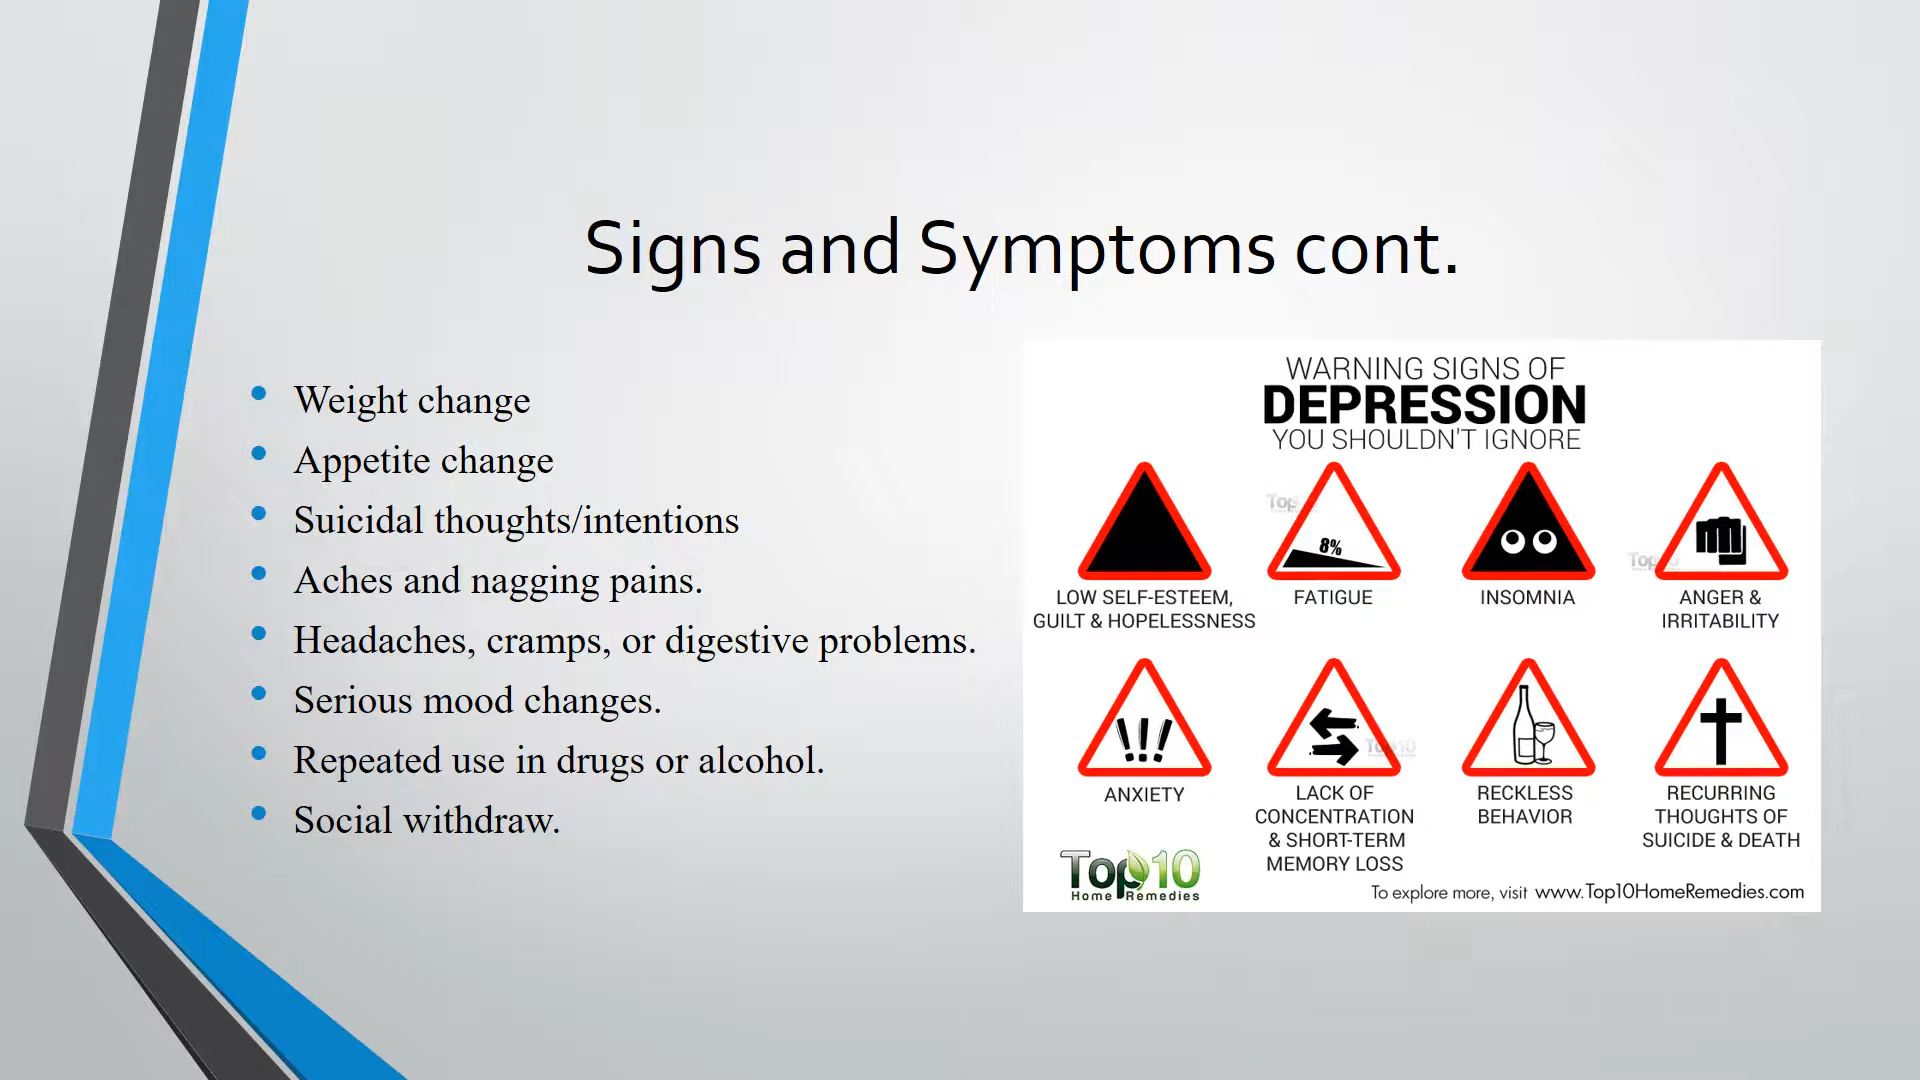 Signs and Symptoms cont.
Weight change
Appetite change
Suicidal thoughts/intentions
Aches and nagging pains.
Headaches, cramps, or digestive problems.
Serious mood changes.
Repeated use in drugs or alcohol.
Social withdraw.
WARNING SIGNS OF
DEPRESSION
YOU SHOULDN'T IGNORE
Top
8%
Top
LOW SELF-ESTEEM,
GUILT & HOPELESSNESS
FATIGUE
INSOMNIA
ANGER &
IRRITABILITY
!!!
Top10
ANXIETY
LACK OF
CONCENTRATION
& SHORT-TERM
MEMORY LOSS
RECKLESS
BEHAVIOR
RECURRING
THOUGHTS OF
SUICIDE & DEATH
Top10
Home Remedies
To explore more, visit www.Top10HomeRemedies.com